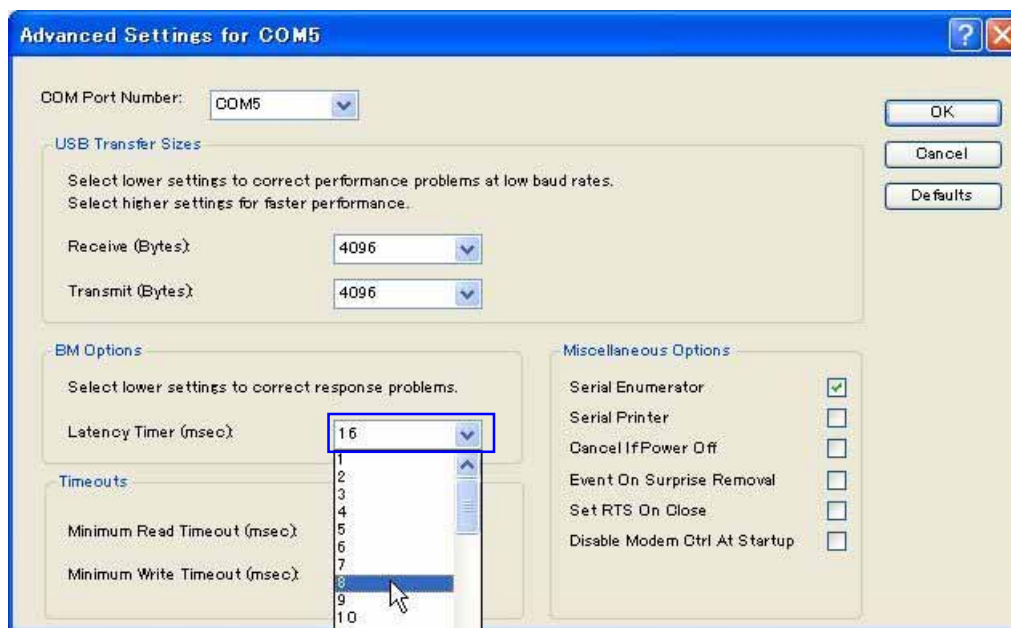 Advanced Settings for COM5
COM Port Number: COM5
OK
Cancel
Defaults
USB Transfer Sizes
Select lower settings to correct performance problems at low baud rates.
Select higher settings for faster performance.
Receive (Bytes): 4096
Transmit (Bytes): 4096
BM Options
Select lower settings to correct response problems.
Latency Timer (msec): 16
1
2
3
4
5
6
7
8
9
10
Timeouts
Minimum Read Timeout (msec):
Minimum Write Timeout (msec):
Miscellaneous Options
Serial Enumerator
Serial Printer
Cancel If Power Off
Event On Surprise Removal
Set RTS On Close
Disable Modem Ctrl At Startup